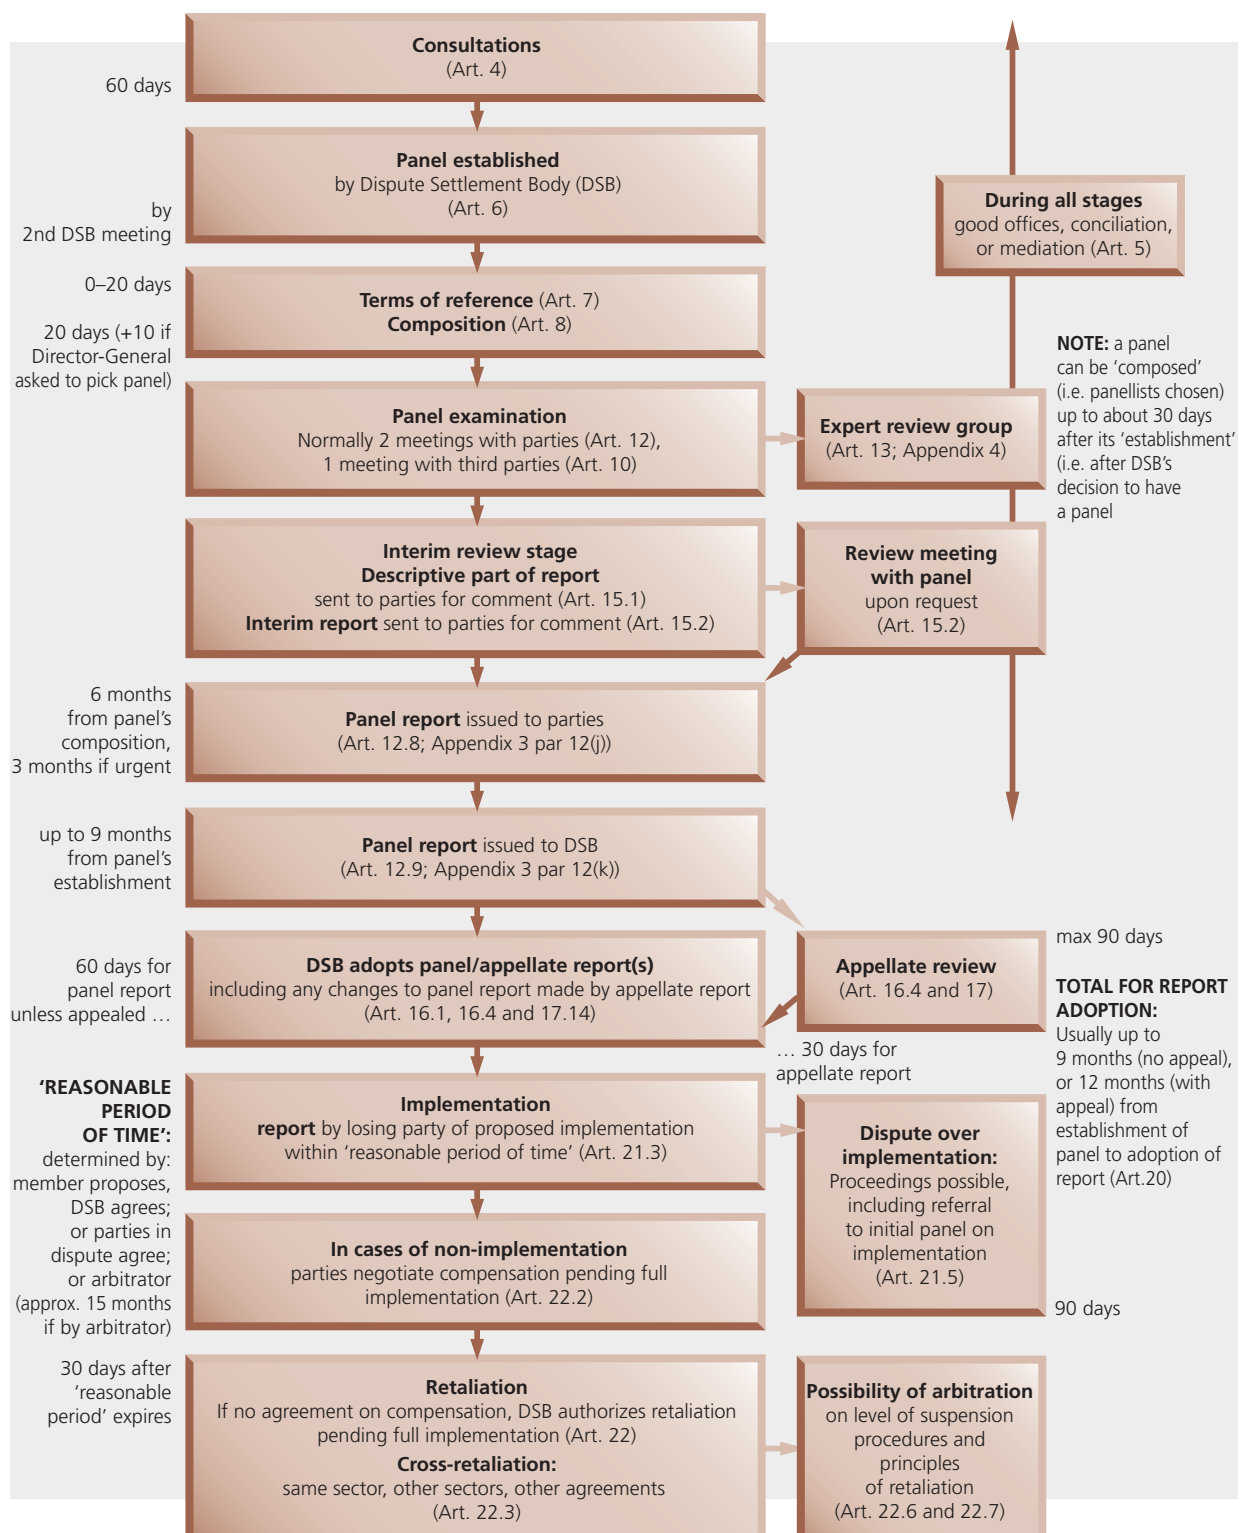 Consultations
(Art. 4)
60 days
Panel established
by Dispute Settlement Body (DSB)
(Art. 6)
by
2nd DSB meeting
During all stages
good offices, conciliation,
or mediation (Art. 5)
0–20 days
Terms of reference (Art. 7)
Composition (Art. 8)
20 days (+10 if
Director-General
asked to pick panel)
NOTE: a panel
can be ‘composed’
(i.e. panellists chosen)
up to about 30 days
after its ‘establishment’
(i.e. after DSB’s
decision to have
a panel
Panel examination
Normally 2 meetings with parties (Art. 12),
1 meeting with third parties (Art. 10)
Expert review group
(Art. 13; Appendix 4)
Interim review stage
Descriptive part of report
sent to parties for comment (Art. 15.1)
Interim report sent to parties for comment (Art. 15.2)
Review meeting
with panel
upon request
(Art. 15.2)
6 months
from panel’s
composition,
3 months if urgent
Panel report issued to parties
(Art. 12.8; Appendix 3 par 12(j))
up to 9 months
from panel’s
establishment
Panel report issued to DSB
(Art. 12.9; Appendix 3 par 12(k))
60 days for
panel report
unless appealed …
DSB adopts panel/appellate report(s)
including any changes to panel report made by appellate report
(Art. 16.1, 16.4 and 17.14)
Appellate review
(Art. 16.4 and 17)
max 90 days
… 30 days for
appellate report
TOTAL FOR REPORT
ADOPTION:
Usually up to
9 months (no appeal),
or 12 months (with
appeal) from
establishment of
panel to adoption of
report (Art.20)
‘REASONABLE
PERIOD
OF TIME’:
determined by:
member proposes,
DSB agrees;
or parties in
dispute agree;
or arbitrator
(approx. 15 months
if by arbitrator)
Implementation
report by losing party of proposed implementation
within ‘reasonable period of time’ (Art. 21.3)
Dispute over
implementation:
Proceedings possible,
including referral
to initial panel on
implementation
(Art. 21.5)
90 days
In cases of non-implementation
parties negotiate compensation pending full
implementation (Art. 22.2)
30 days after
‘reasonable
period’ expires
Retaliation
If no agreement on compensation, DSB authorizes retaliation
pending full implementation (Art. 22)
Cross-retaliation:
same sector, other sectors, other agreements
(Art. 22.3)
Possibility of arbitration
on level of suspension
procedures and
principles
of retaliation
(Art. 22.6 and 22.7)